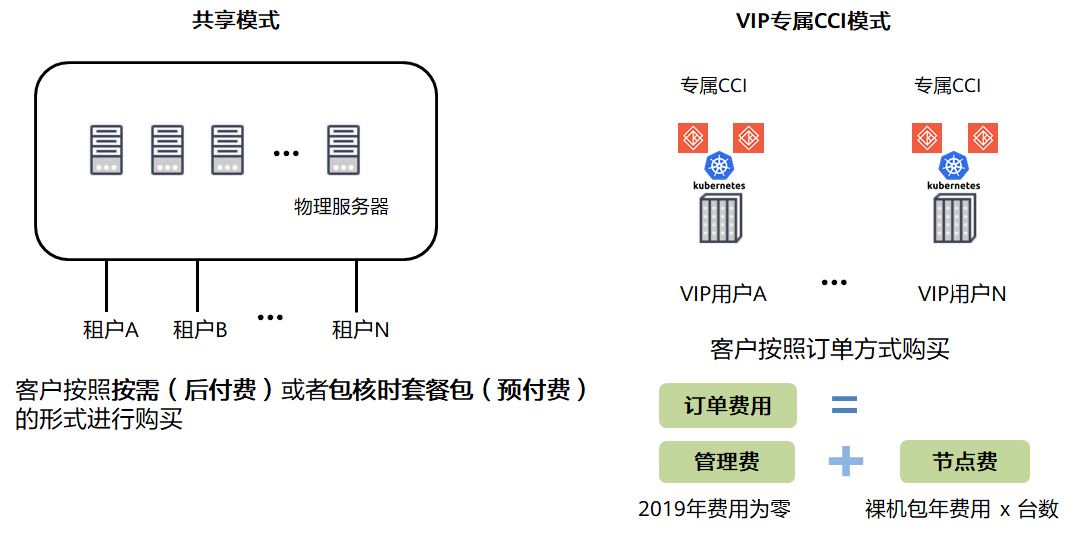 共享模式
物理服务器
租户A
租户B
...
租户N
客户按照按需（后付费）或者包核时套餐包（预付费）
的形式进行购买
VIP专属CCI模式
专属CCI
专属CCI
kubernetes
kubernetes
VIP用户A
...
VIP用户N
客户按照订单方式购买
订单费用 =
管理费 + 节点费
2019年费用为零
裸机包年费用 x 台数